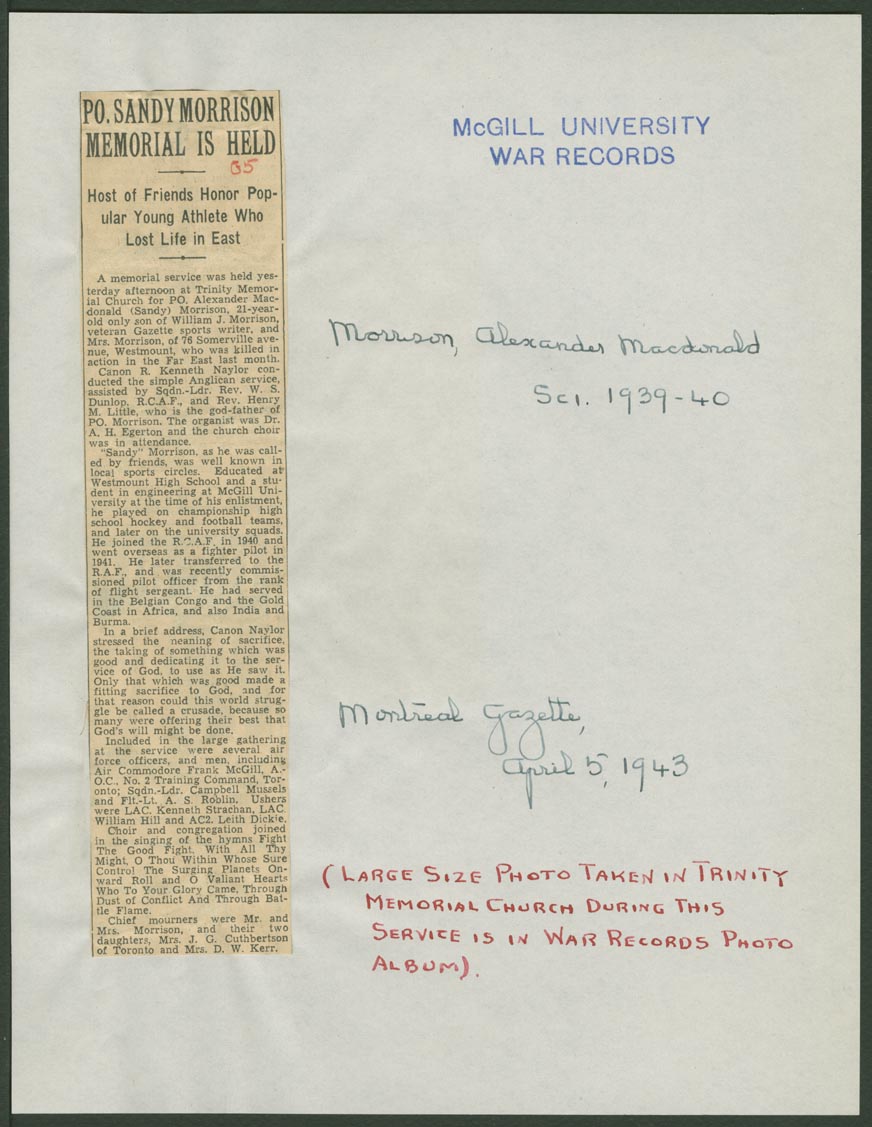 PO. SANDY MORRISON
MEMORIAL IS HELD
G5
Host of Friends Honor Pop-
ular Young Athlete Who
Lost Life in East
A memorial service was held yes-
terday afternoon at Trinity Memor-
ial Church for PO. Alexander Mac-
donald (Sandy) Morrison, 21-year-
old only son of William J. Morrison,
veteran Gazette sports writer, and
Mrs. Morrison, of 76 Somerville ave-
nue, Westmount, who was killed in
action in the Far East last month.
Canon R. Kenneth Naylor con-
ducted the simple Anglican service,
assisted by Sqdn.-Ldr. Rev. W. S.
Dunlop, R.C.A.F., and Rev. Henry
M. Little, who is the god-father of
PO. Morrison. The organist was Dr.
A. H. Egerton and the church choir
was in attendance.
"Sandy" Morrison, as he was call-
ed by friends, was well known in
local sports circles. Educated at
Westmount High School and a stu-
dent in engineering at McGill Uni-
versity at the time of his enlistment,
he played on championship high
school hockey and football teams,
and later on the university squads.
He joined the R.C.A.F. in 1940 and
went overseas as a fighter pilot in
1941. He later transferred to the
R.A.F., and was recently commis-
sioned pilot officer from the rank
of flight sergeant. He had served
in the Belgian Congo and the Gold
Coast in Africa, and also India and
Burma.
In a brief address, Canon Naylor
stressed the meaning of sacrifice,
the taking of something which was
good and dedicating it to the ser-
vice of God, to use as He saw it.
Only that which was good made a
fitting sacrifice to God, and for
that reason could this world strug-
gle be called a crusade, because so
many were offering their best that
God's will might be done.
Included in the large gathering
at the service were several air
force officers, and men, including
Air Commodore Frank McGill, A.-
O.C., No. 2 Training Command, Tor-
onto; Sqdn.-Ldr. Campbell Mussels
and Flt.-Lt. A. S. Roblin. Ushers
were LAC. Kenneth Strachan, LAC.
William Hill and AC2. Leith Dickie.
Choir and congregation joined
in the singing of the hymns Fight
The Good Fight, With All Thy
Might, O Thou Within Whose Sure
Control The Surging Planets On-
ward Roll and O Valiant Hearts
Who To Your Glory Came, Through
Dust of Conflict And Through Bat-
tle Flame.
Chief mourners were Mr. and
Mrs. Morrison, and their two
daughters, Mrs. J. G. Cuthbertson
of Toronto and Mrs. D. W. Kerr.
McGILL UNIVERSITY
WAR RECORDS
Morrison, Alexander Macdonald
Sci. 1939-40
Montreal Gazette,
April 5, 1943
(LARGE SIZE PHOTO TAKEN IN TRINITY
MEMORIAL CHURCH DURING THIS
SERVICE IS IN WAR RECORDS PHOTO
ALBUM).